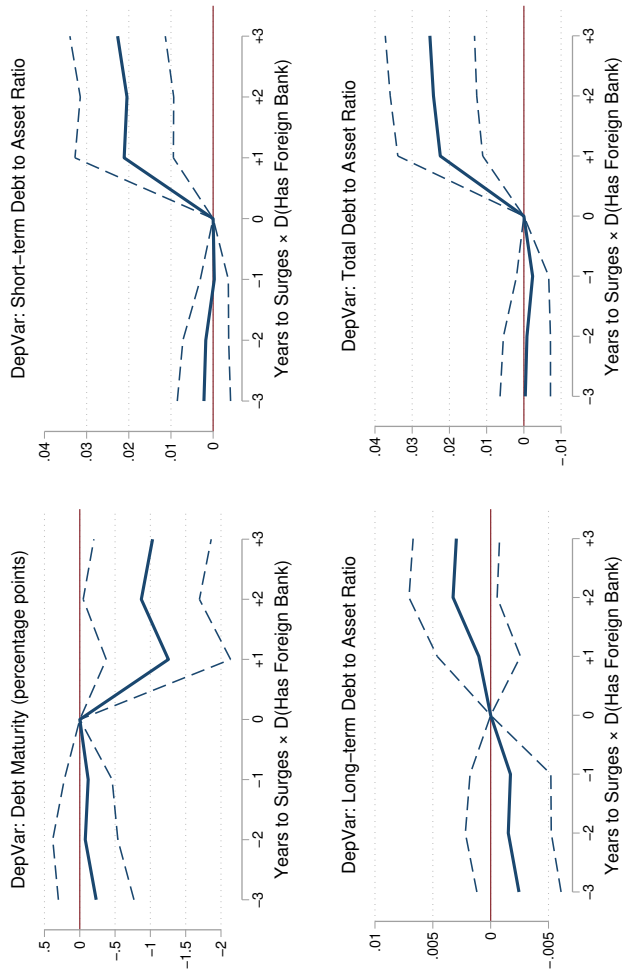 DepVar: Debt Maturity (percentage points)
.5
0
−.5
−1
−1.5
−2
−3 −2 −1 0 +1 +2 +3
Years to Surges × D(Has Foreign Bank)
DepVar: Short−term Debt to Asset Ratio
.04
.03
.02
.01
0
−3 −2 −1 0 +1 +2 +3
Years to Surges × D(Has Foreign Bank)
DepVar: Long−term Debt to Asset Ratio
.01
.005
0
−.005
−3 −2 −1 0 +1 +2 +3
Years to Surges × D(Has Foreign Bank)
DepVar: Total Debt to Asset Ratio
.04
.03
.02
.01
0
−.01
−3 −2 −1 0 +1 +2 +3
Years to Surges × D(Has Foreign Bank)